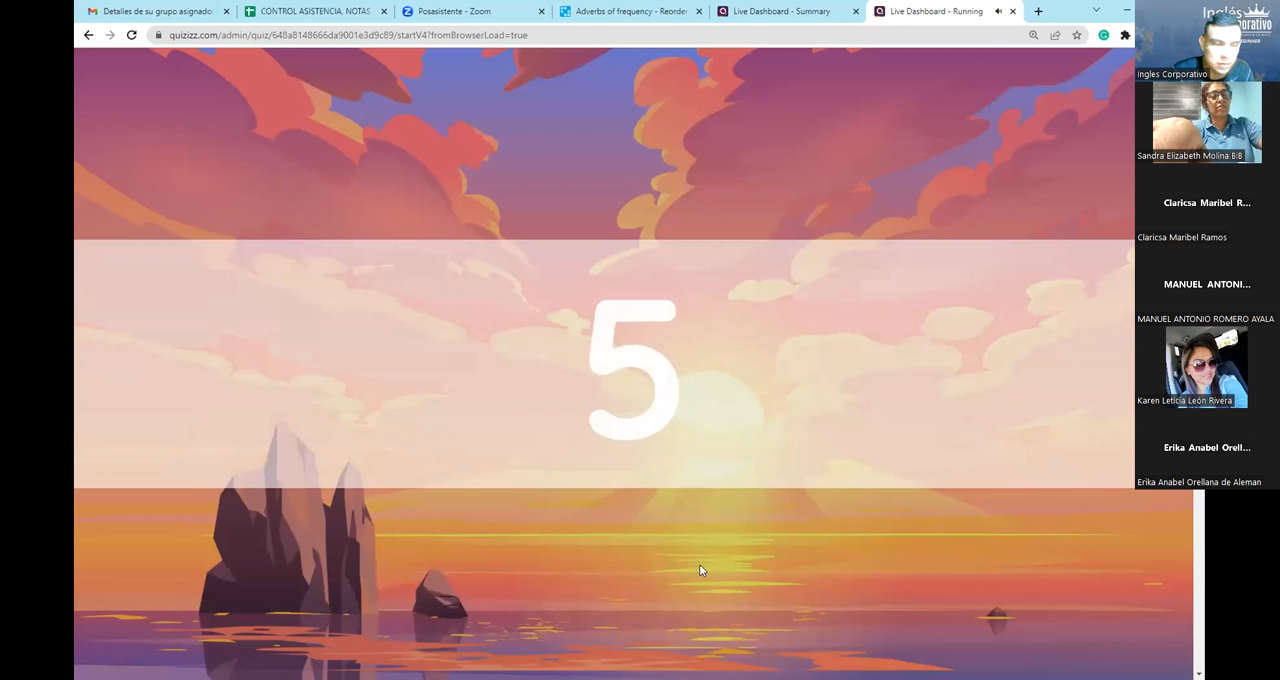 Detalles de su grupo asignado
CONTROL ASISTENCIA, NOTAS
Posasistente - Zoom
Adverbs of frequency - Reorder
Live Dashboard - Summary
Live Dashboard - Running
quizizz.com/admin/quiz/648a8148666da9001e3d9c89/startV4?fromBrowserLoad=true
5
Inglés
Ingles Corporativo
Sandra Elizabeth Molina BIB
Claricsa Maribel R...
Claricsa Maribel Ramos
MANUEL ANTONI...
MANUEL ANTONIO ROMERO AYALA
Karen Leticia León Rivera
Erika Anabel Orell...
Erika Anabel Orellana de Aleman